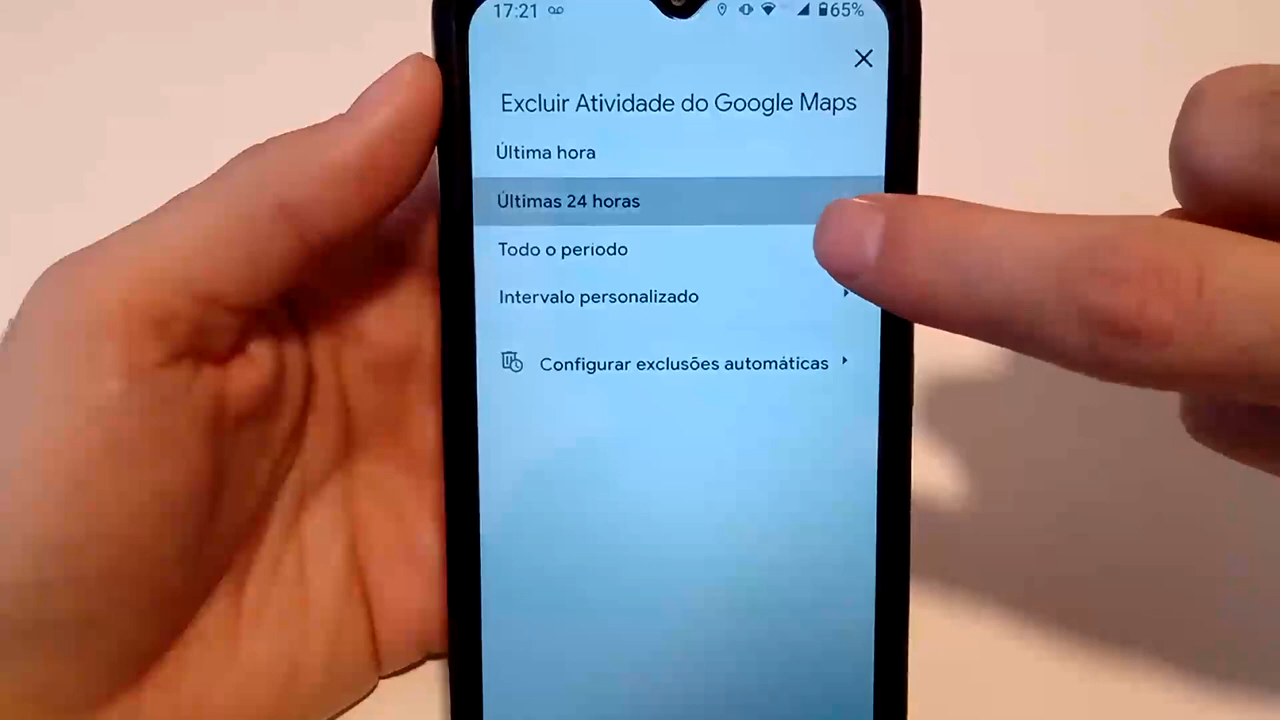 17:21 65%
Excluir Atividade do Google Maps
Última hora
Últimas 24 horas
Todo o período
Intervalo personalizado
Configurar exclusões automáticas